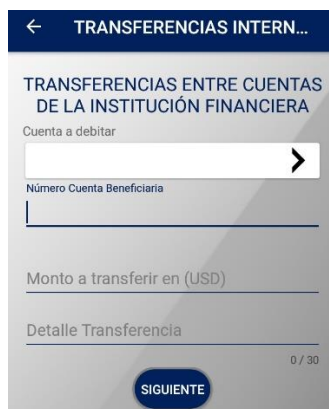 TRANSFERENCIAS INTERN...
TRANSFERENCIAS ENTRE CUENTAS
DE LA INSTITUCIÓN FINANCIERA
Cuenta a debitar
Número Cuenta Beneficiaria
Monto a transferir en (USD)
Detalle Transferencia
0 / 30
SIGUIENTE